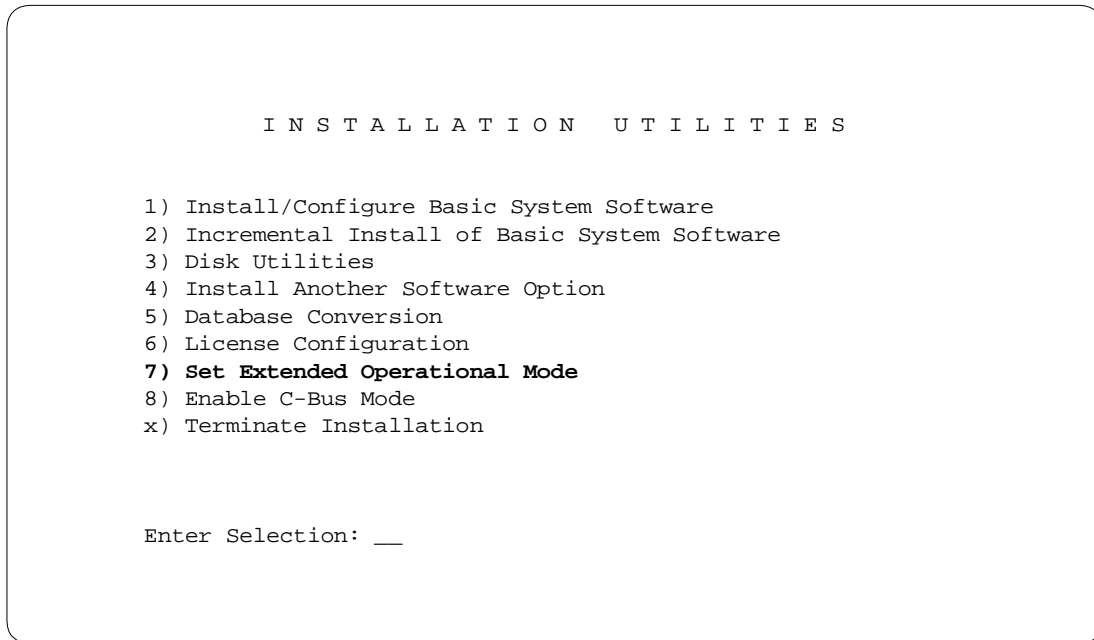 I N S T A L L A T I O N   U T I L I T I E S
1) Install/Configure Basic System Software
2) Incremental Install of Basic System Software
3) Disk Utilities
4) Install Another Software Option
5) Database Conversion
6) License Configuration
7) Set Extended Operational Mode
8) Enable C-Bus Mode
x) Terminate Installation
Enter Selection: __